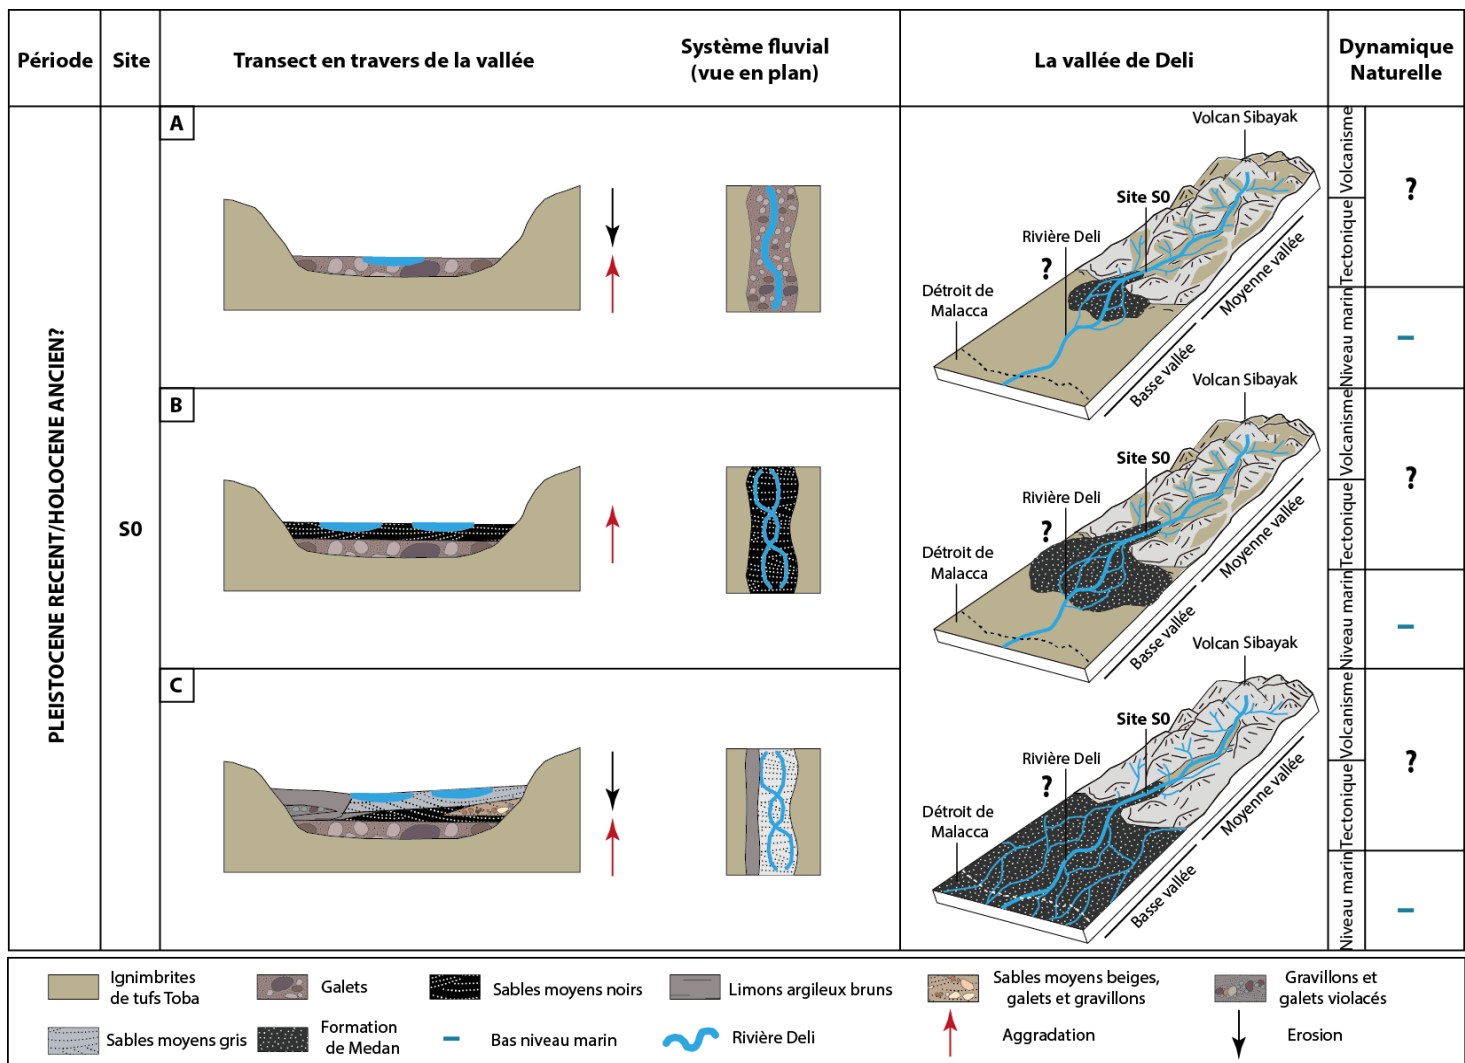 Période
Site
Transect en travers de la vallée
Système fluvial
(vue en plan)
La vallée de Deli
Dynamique
Naturelle
PLEISTOCENE RECENT/HOLOCENE ANCIEN?
S0
A
Volcan Sibayak
Site S0
Rivière Deli
?
Détroit de
Malacca
Basse vallée
Moyenne vallée
Volcanisme
Tectonique
?
Niveau marin
B
Volcan Sibayak
Site S0
Rivière Deli
?
Détroit de
Malacca
Basse vallée
Moyenne vallée
Volcanisme
Tectonique
?
Niveau marin
C
Volcan Sibayak
Site S0
Rivière Deli
?
Détroit de
Malacca
Basse vallée
Moyenne vallée
Volcanisme
Tectonique
?
Niveau marin
Ignimbrites
de tufs Toba
Galets
Sables moyens noirs
Limons argileux bruns
Sables moyens beiges,
galets et gravillons
Gravillons et
galets violacés
Sables moyens gris
Formation
de Medan
Bas niveau marin
Rivière Deli
Aggradation
Erosion